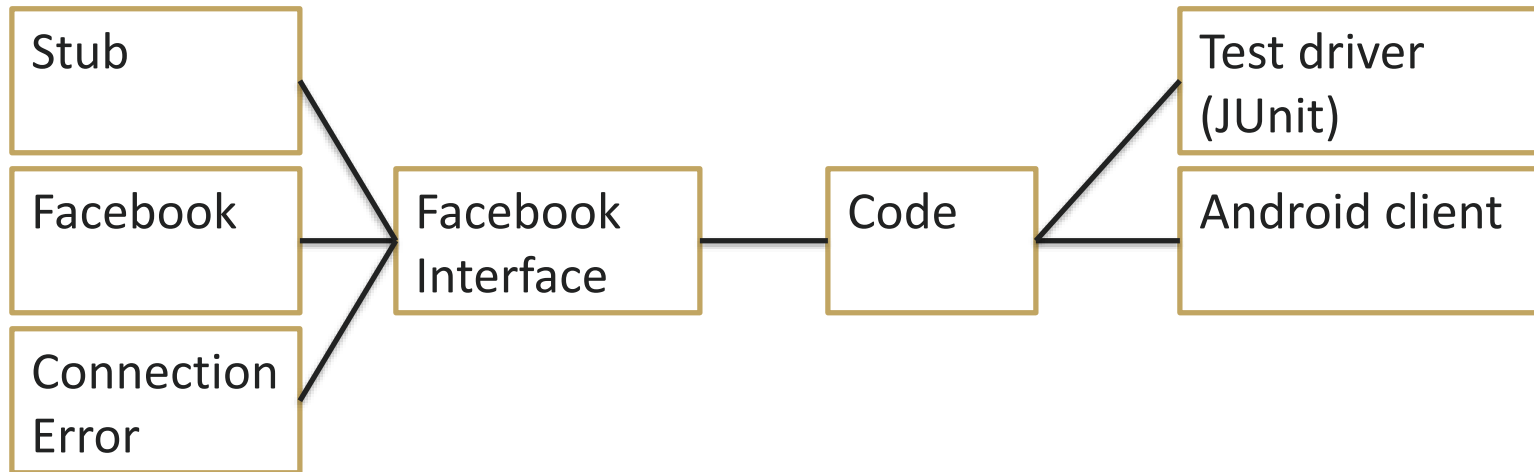 Stub
Facebook
Connection
Error
Facebook
Interface
Code
Test driver
(JUnit)
Android client